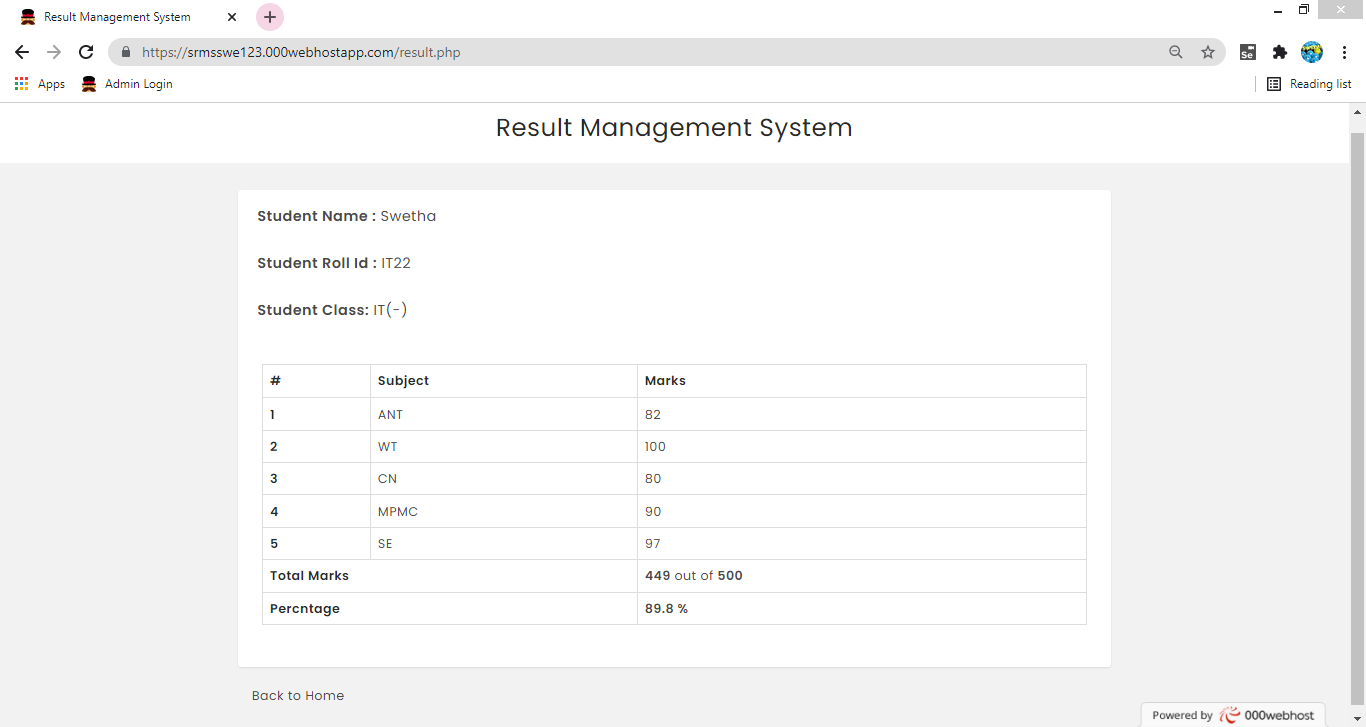 Result Management System
https://srmsswe123.000webhostapp.com/result.php
Se
Apps Admin Login Reading list
Result Management System
Student Name : Swetha
Student Roll Id : IT22
Student Class: IT(-)
# Subject Marks
1 ANT 82
2 WT 100
3 CN 80
4 MPMC 90
5 SE 97
Total Marks 449 out of 500
Percntage 89.8 %
Back to Home
Powered by 000webhost